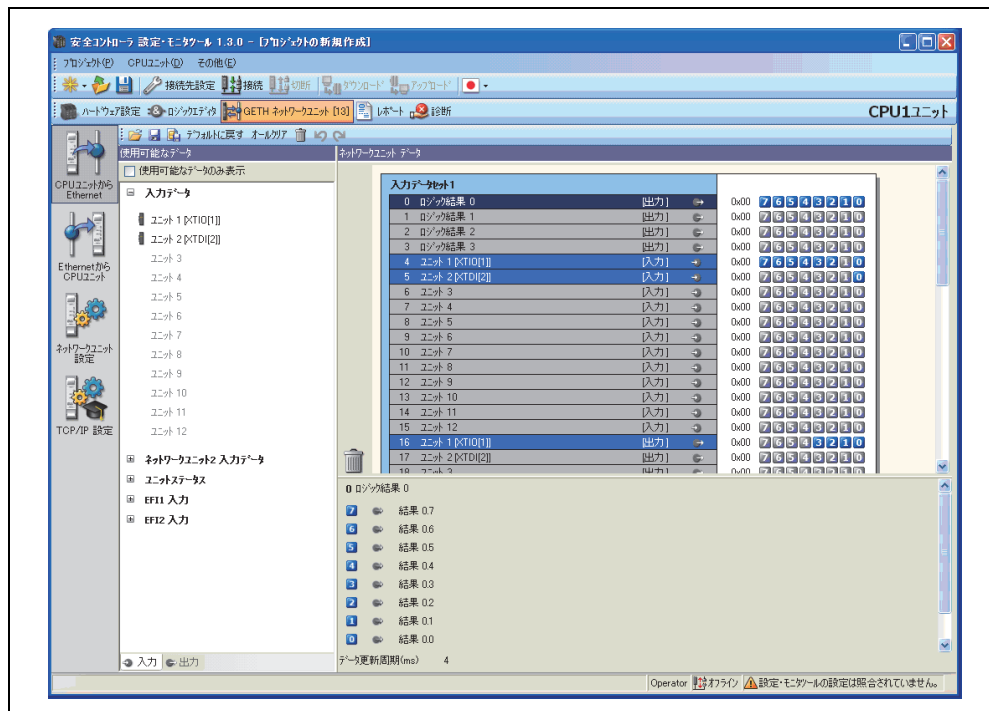 安全コントローラ 設定・モニタツール 1.3.0 - [プロジェクトの新規作成]
プロジェクト(P) CPUユニット(D) その他(E)
接続先設定 接続 切断 ダウンロード アップロード
ハードウェア設定 ロジックエディタ GETH ネットワークユニット [13] レポート 診断 CPU1ユニット
デフォルトに戻す オールクリア
CPUユニットから
Ethernet
Ethernetから
CPUユニット
ネットワークユニット
設定
TCP/IP 設定
使用可能なデータ
使用可能なデータのみ表示
入力データ
ユニット 1 [XTIO[1]]
ユニット 2 [XTDI[2]]
ユニット 3
ユニット 4
ユニット 5
ユニット 6
ユニット 7
ユニット 8
ユニット 9
ユニット 10
ユニット 11
ユニット 12
ネットワークユニット2 入力データ
ユニットステータス
EFI1 入力
EFI2 入力
入力 出力
ネットワークユニット データ
入力データセット1
0 ロジック結果 0 [出力] 0x00 7 6 5 4 3 2 1 0
1 ロジック結果 1 [出力] 0x00 7 6 5 4 3 2 1 0
2 ロジック結果 2 [出力] 0x00 7 6 5 4 3 2 1 0
3 ロジック結果 3 [出力] 0x00 7 6 5 4 3 2 1 0
4 ユニット 1 [XTIO[1]] [入力] 0x00 7 6 5 4 3 2 1 0
5 ユニット 2 [XTDI[2]] [入力] 0x00 7 6 5 4 3 2 1 0
6 ユニット 3 [入力] 0x00 7 6 5 4 3 2 1 0
7 ユニット 4 [入力] 0x00 7 6 5 4 3 2 1 0
8 ユニット 5 [入力] 0x00 7 6 5 4 3 2 1 0
9 ユニット 6 [入力] 0x00 7 6 5 4 3 2 1 0
10 ユニット 7 [入力] 0x00 7 6 5 4 3 2 1 0
11 ユニット 8 [入力] 0x00 7 6 5 4 3 2 1 0
12 ユニット 9 [入力] 0x00 7 6 5 4 3 2 1 0
13 ユニット 10 [入力] 0x00 7 6 5 4 3 2 1 0
14 ユニット 11 [入力] 0x00 7 6 5 4 3 2 1 0
15 ユニット 12 [入力] 0x00 7 6 5 4 3 2 1 0
16 ユニット 1 [XTIO[1]] [出力] 0x00 7 6 5 4 3 2 1 0
17 ユニット 2 [XTDI[2]] [出力] 0x00 7 6 5 4 3 2 1 0
18 ユニット 3 [出力] 0x00 7 6 5 4 3 2 1 0
0 ロジック結果 0
7 結果 0.7
6 結果 0.6
5 結果 0.5
4 結果 0.4
3 結果 0.3
2 結果 0.2
1 結果 0.1
0 結果 0.0
データ更新周期(ms) 4
Operator オフライン 設定・モニタツールの設定は照合されていません。